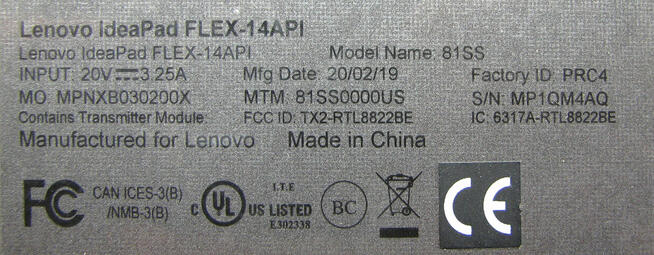 Lenovo IdeaPad FLEX-14API
Lenovo IdeaPad FLEX-14API Model Name: 81SS
INPUT: 20V⎓3.25A Mfg Date: 20/02/19 Factory ID: PRC4
MO: MPNXB030200X MTM: 81SS0000US S/N: MP1QM4AQ
Contains Transmitter Module: FCC ID: TX2-RTL8822BE IC: 6317A-RTL8822BE
Manufactured for Lenovo Made in China
FC CAN ICES-3(B)
/NMB-3(B)
I.T.E
C UL US LISTED
E302338
BC
CE